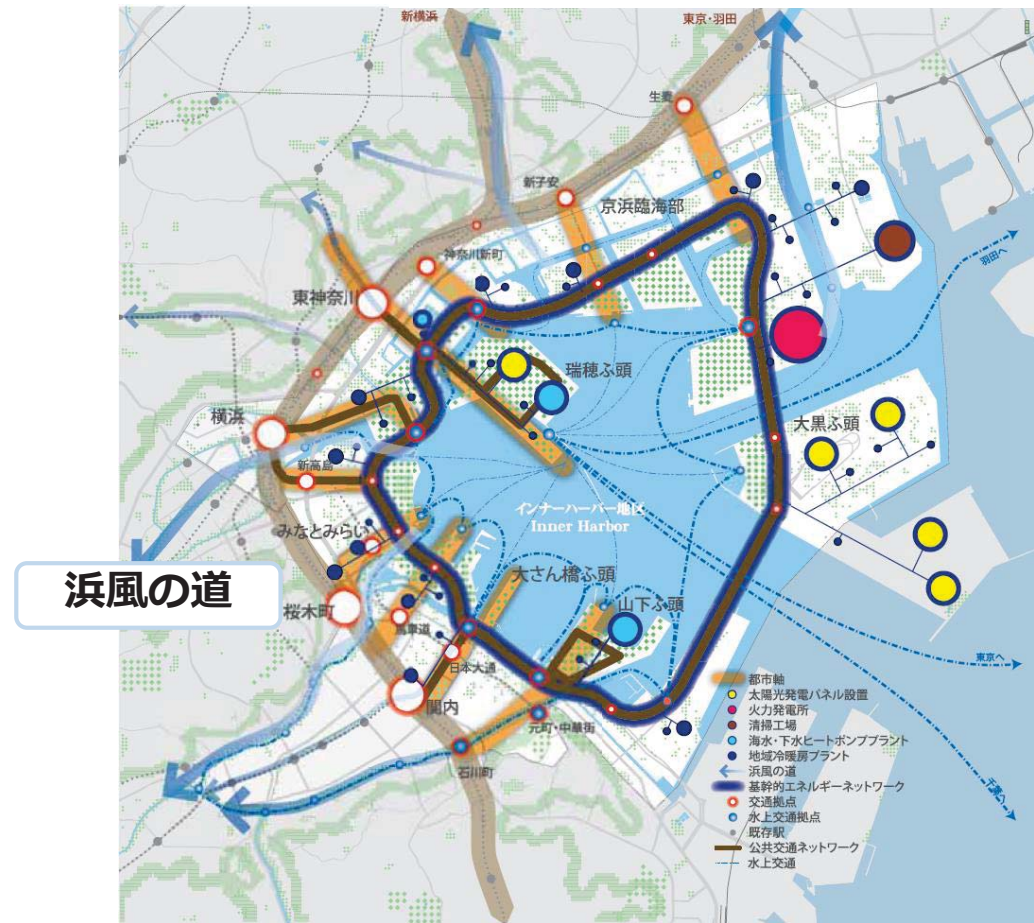 新横浜
東京・羽田
生麦
新子安
京浜臨海部
神奈川新町
羽田へ
東神奈川
瑞穂ふ頭
横浜
大黒ふ頭
新高島
インナーハーバー地区
Inner Harbor
みなとみらい
浜風の道
大さん橋ふ頭
桜木町
山下ふ頭
馬車道
日本大通
東京へ
関内
元町・中華街
石川町
千葉へ
都市軸
太陽光発電パネル設置
火力発電所
清掃工場
海水・下水ヒートポンププラント
地域冷暖房プラント
浜風の道
基幹的エネルギーネットワーク
交通拠点
水上交通拠点
既存駅
公共交通ネットワーク
水上交通